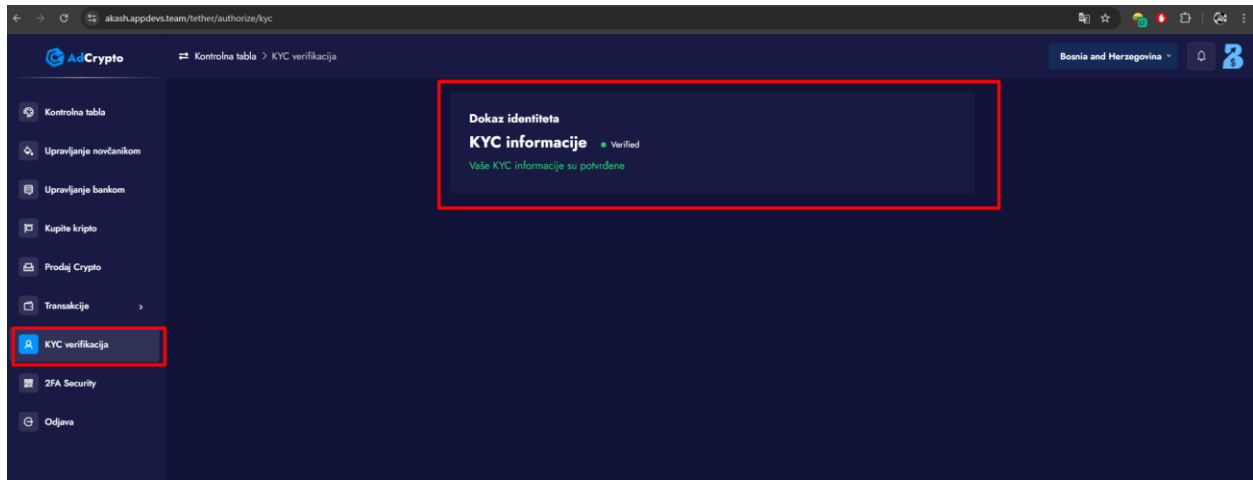 akash.appdevs.team/tether/authorize/kyc
AdCrypto
Kontrolna tabla > KYC verifikacija
Bosnia and Herzegovina
Kontrolna tabla
Upravljanje novčanikom
Upravljanje bankom
Kupite kripto
Prodaj Crypto
Transakcije >
KYC verifikacija
2FA Security
Odjava
Dokaz identiteta
KYC informacije • Verified
Vaše KYC informacije su potvrđene